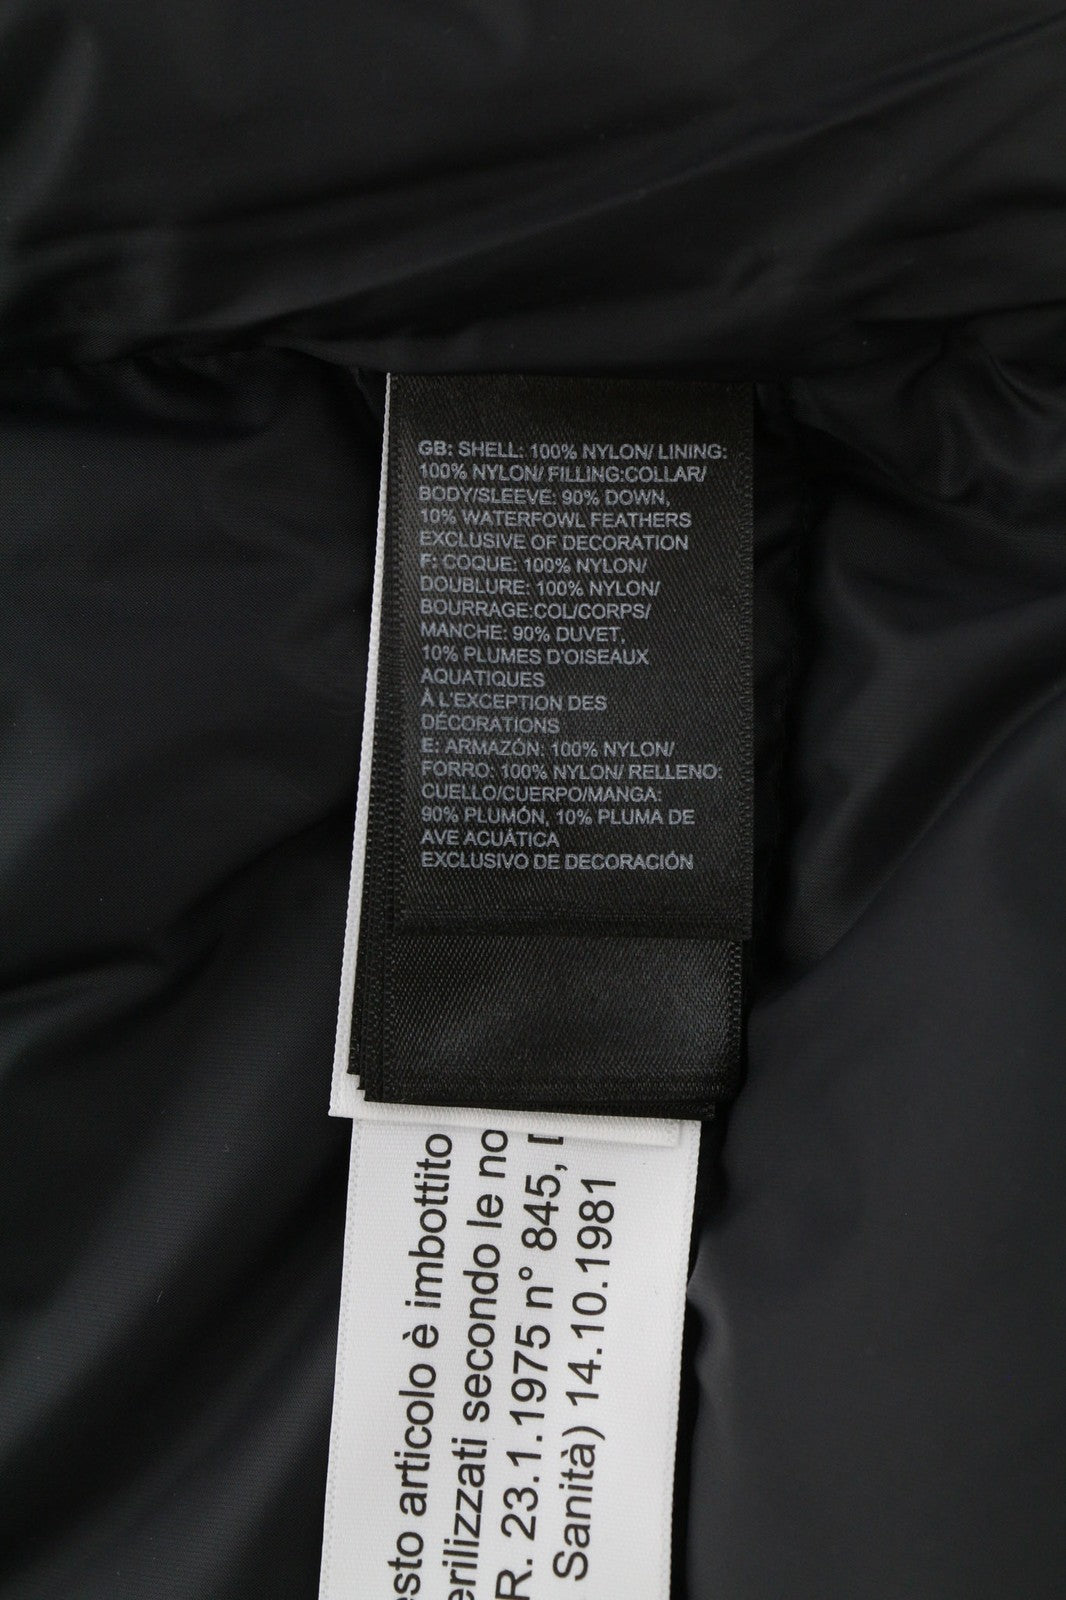 GB: SHELL: 100% NYLON/ LINING:
100% NYLON/ FILLING:COLLAR/
BODY/SLEEVE: 90% DOWN,
10% WATERFOWL FEATHERS
EXCLUSIVE OF DECORATION
F: COQUE: 100% NYLON/
DOUBLURE: 100% NYLON/
BOURRAGE:COL/CORPS/
MANCHE: 90% DUVET,
10% PLUMES D'OISEAUX
AQUATIQUES
À L'EXCEPTION DES
DÉCORATIONS
E: ARMAZÓN: 100% NYLON/
FORRO: 100% NYLON/ RELLENO:
CUELLO/CUERPO/MANGA:
90% PLUMÓN, 10% PLUMA DE
AVE ACUÁTICA
EXCLUSIVO DE DECORACIÓN
esto articolo è imbottito
erilizzati secondo le no
R. 23.1.1975 n° 845,
Sanità) 14.10.1981